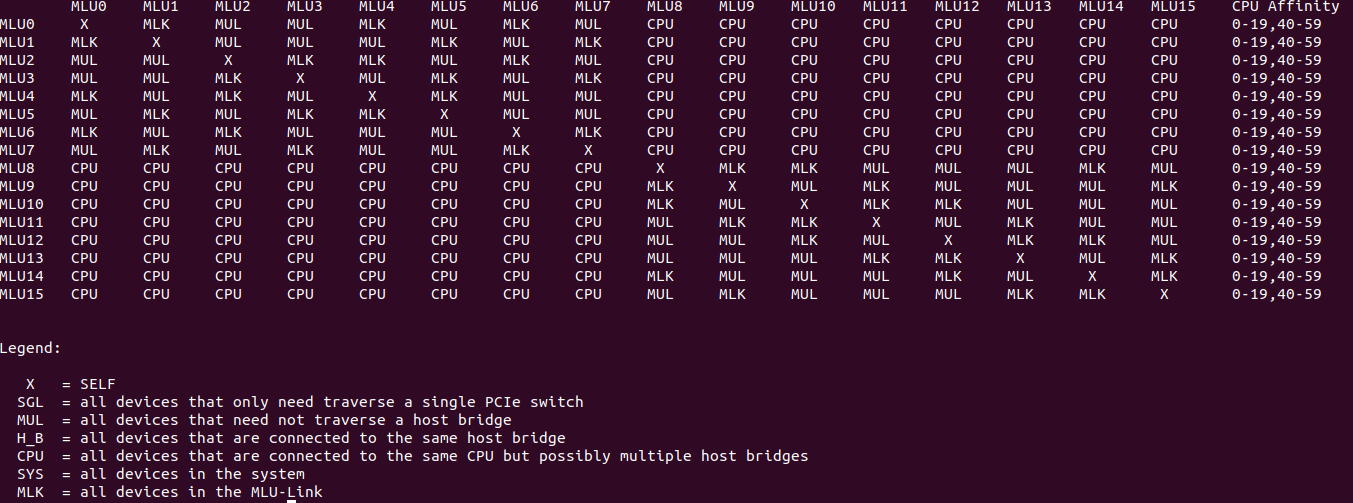 MLU0 MLU1 MLU2 MLU3 MLU4 MLU5 MLU6 MLU7 MLU8 MLU9 MLU10 MLU11 MLU12 MLU13 MLU14 MLU15 CPU Affinity
MLU0 X MLK MUL MUL MLK MUL MLK MUL CPU CPU CPU CPU CPU CPU CPU CPU 0-19,40-59
MLU1 MLK X MUL MUL MUL MLK MUL MLK CPU CPU CPU CPU CPU CPU CPU CPU 0-19,40-59
MLU2 MUL MUL X MLK MLK MUL MLK MUL CPU CPU CPU CPU CPU CPU CPU CPU 0-19,40-59
MLU3 MUL MUL MLK X MUL MLK MUL MLK CPU CPU CPU CPU CPU CPU CPU CPU 0-19,40-59
MLU4 MLK MUL MLK MUL X MLK MUL MUL CPU CPU CPU CPU CPU CPU CPU CPU 0-19,40-59
MLU5 MUL MLK MUL MLK MLK X MUL MUL CPU CPU CPU CPU CPU CPU CPU CPU 0-19,40-59
MLU6 MLK MUL MLK MUL MUL MUL X MLK CPU CPU CPU CPU CPU CPU CPU CPU 0-19,40-59
MLU7 MUL MLK MUL MLK MUL MUL MLK X CPU CPU CPU CPU CPU CPU CPU CPU 0-19,40-59
MLU8 CPU CPU CPU CPU CPU CPU CPU CPU X MLK MLK MUL MUL MUL MLK MUL 0-19,40-59
MLU9 CPU CPU CPU CPU CPU CPU CPU CPU MLK X MUL MLK MUL MUL MUL MLK 0-19,40-59
MLU10 CPU CPU CPU CPU CPU CPU CPU CPU MLK MUL X MLK MLK MUL MUL MUL 0-19,40-59
MLU11 CPU CPU CPU CPU CPU CPU CPU CPU MUL MLK MLK X MUL MLK MUL MUL 0-19,40-59
MLU12 CPU CPU CPU CPU CPU CPU CPU CPU MUL MUL MLK MUL X MLK MLK MUL 0-19,40-59
MLU13 CPU CPU CPU CPU CPU CPU CPU CPU MUL MUL MUL MLK MLK X MUL MLK 0-19,40-59
MLU14 CPU CPU CPU CPU CPU CPU CPU CPU MLK MUL MUL MUL MLK MUL X MLK 0-19,40-59
MLU15 CPU CPU CPU CPU CPU CPU CPU CPU MUL MLK MUL MUL MUL MLK MLK X 0-19,40-59
Legend:
X = SELF
SGL = all devices that only need traverse a single PCIe switch
MUL = all devices that need not traverse a host bridge
H_B = all devices that are connected to the same host bridge
CPU = all devices that are connected to the same CPU but possibly multiple host bridges
SYS = all devices in the system
MLK = all devices in the MLU-Link